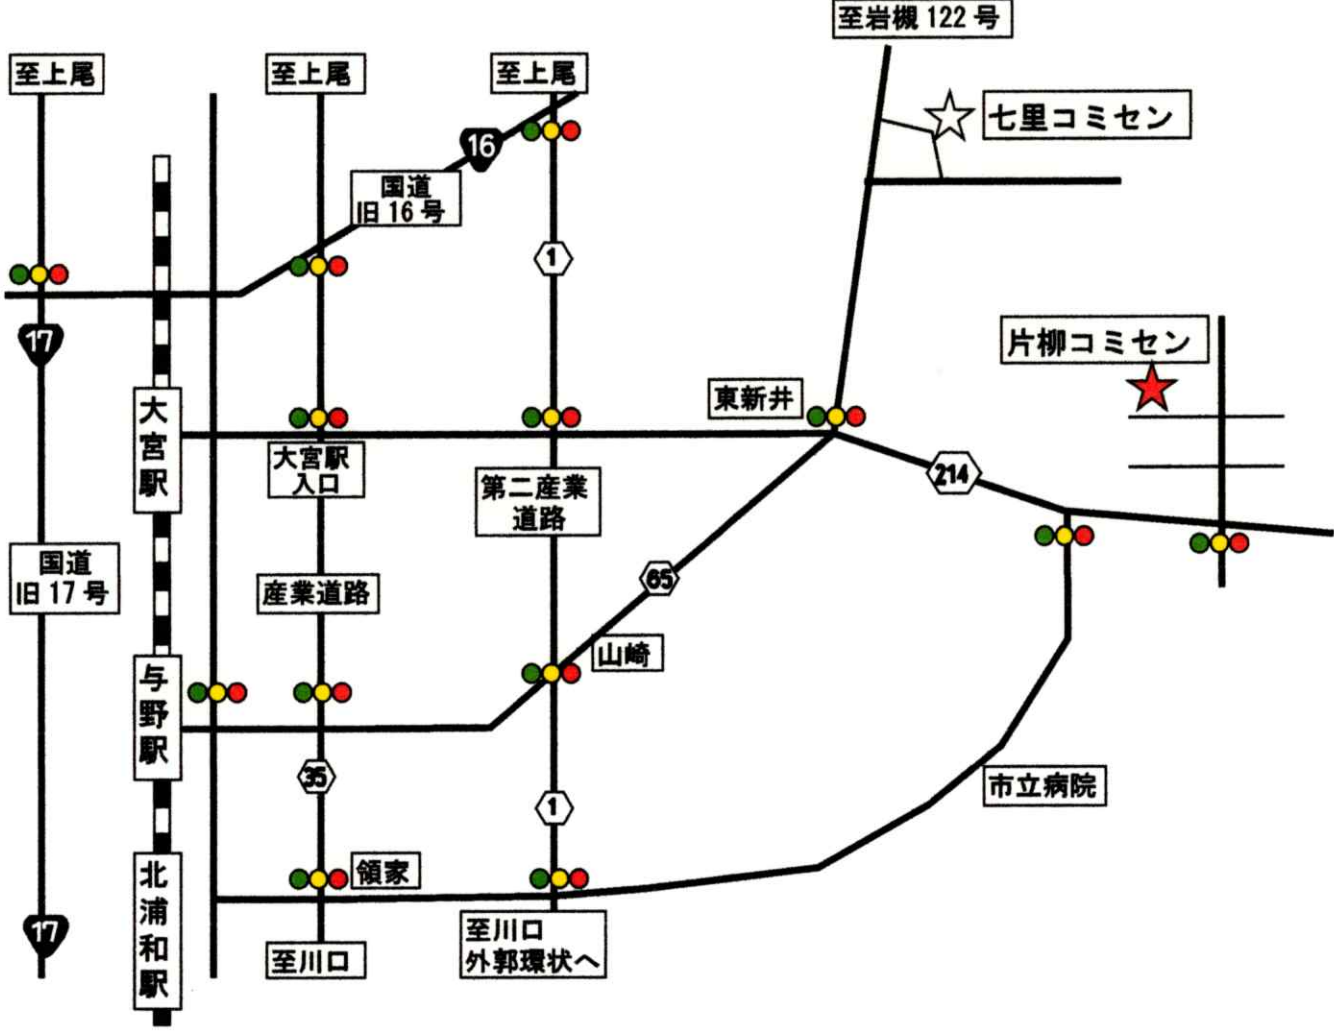 至岩槻 122 号
至上尾
至上尾
至上尾
七里コミセン
16
国道
旧 16 号
1
17
片柳コミセン
大宮駅
東新井
大宮駅
入口
214
第二産業
道路
国道
旧 17 号
65
産業道路
山崎
与野駅
35
市立病院
1
領家
北浦和駅
17
至川口
外郭環状へ
至川口